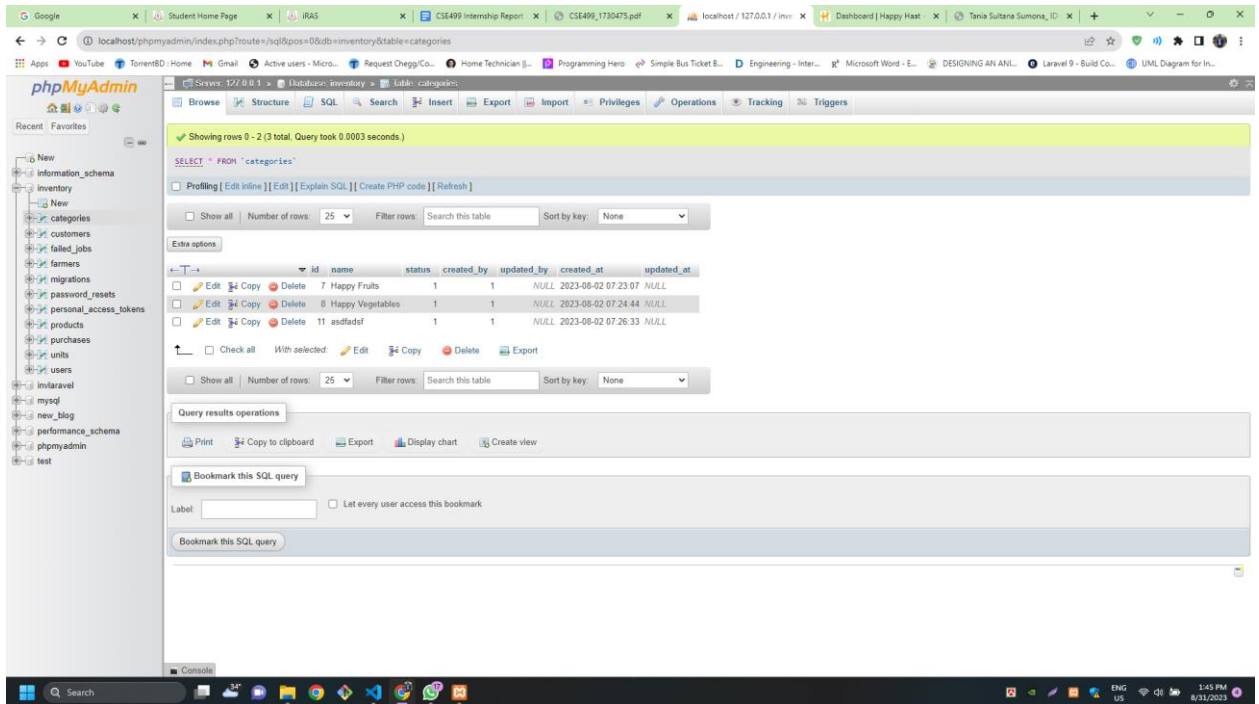 Google
Student Home Page
iRAS
CSE499 Internship Report
CSE499_1730475.pdf
localhost / 127.0.0.1 / inve
Dashboard | Happy Haat -
Tania Sultana Sumona_ ID
localhost/phpmyadmin/index.php?route=/sql&pos=0&db=inventory&table=categories
Apps YouTube TorrentBD : Home Gmail Active users - Micro... Request Chegg/Co... Home Technician |... Programming Hero Simple Bus Ticket B... Engineering - Inter... Microsoft Word - E... DESIGNING AN ANI... Laravel 9 - Build Co... UML Diagram for In...
phpMyAdmin
Recent Favorites
New
information_schema
inventory
New
categories
customers
failed_jobs
farmers
migrations
password_resets
personal_access_tokens
products
purchases
units
users
invlaravel
mysql
new_blog
performance_schema
phpmyadmin
test
Server: 127.0.0.1 » Database: inventory » Table: categories
Browse Structure SQL Search Insert Export Import Privileges Operations Tracking Triggers
Showing rows 0 - 2 (3 total, Query took 0.0003 seconds.)
SELECT * FROM `categories`
Profiling [ Edit inline ] [ Edit ] [ Explain SQL ] [ Create PHP code ] [ Refresh ]
Show all | Number of rows: 25 Filter rows: Search this table Sort by key: None
Extra options
←T→ id name status created_by updated_by created_at updated_at
Edit Copy Delete 7 Happy Fruits 1 1 NULL 2023-08-02 07:23:07 NULL
Edit Copy Delete 8 Happy Vegetables 1 1 NULL 2023-08-02 07:24:44 NULL
Edit Copy Delete 11 asdfadsf 1 1 NULL 2023-08-02 07:26:33 NULL
Check all With selected: Edit Copy Delete Export
Show all | Number of rows: 25 Filter rows: Search this table Sort by key: None
Query results operations
Print Copy to clipboard Export Display chart Create view
Bookmark this SQL query
Label: Let every user access this bookmark
Bookmark this SQL query
Console
Search
34°
ENG
US
1:45 PM
8/31/2023